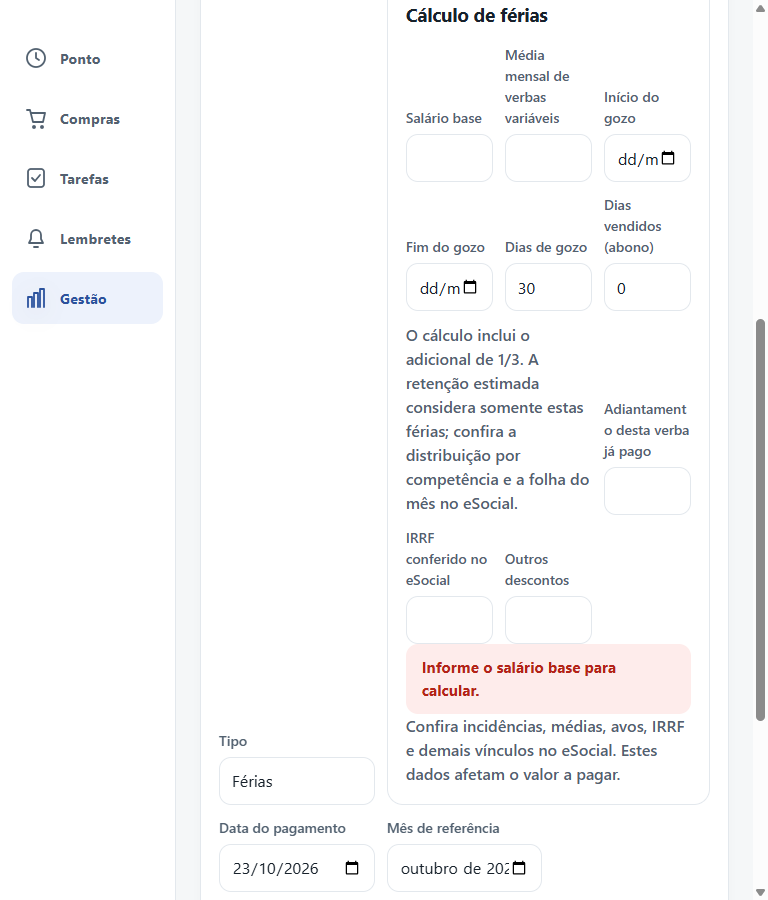 Ponto
Compras
Tarefas
Lembretes
Gestão
Cálculo de férias
Salário base
Média
mensal de
verbas
variáveis
Início do
gozo
dd/m
Fim do gozo
dd/m
Dias de gozo
30
Dias
vendidos
(abono)
0
O cálculo inclui o
adicional de 1/3. A
retenção estimada
considera somente estas
férias; confira a
distribuição por
competência e a folha do
mês no eSocial.
Adiantament
o desta verba
já pago
IRRF
conferido no
eSocial
Outros
descontos
Informe o salário base para
calcular.
Confira incidências, médias, avos, IRRF
e demais vínculos no eSocial. Estes
dados afetam o valor a pagar.
Tipo
Férias
Data do pagamento
23/10/2026
Mês de referência
outubro de 202